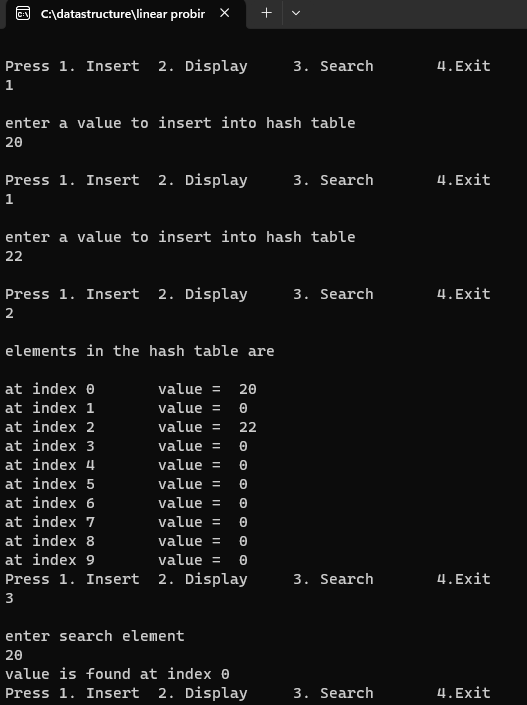 C:\datastructure\linear probir
Press 1. Insert 2. Display 3. Search 4.Exit
1
enter a value to insert into hash table
20
Press 1. Insert 2. Display 3. Search 4.Exit
1
enter a value to insert into hash table
22
Press 1. Insert 2. Display 3. Search 4.Exit
2
elements in the hash table are
at index 0 value = 20
at index 1 value = 0
at index 2 value = 22
at index 3 value = 0
at index 4 value = 0
at index 5 value = 0
at index 6 value = 0
at index 7 value = 0
at index 8 value = 0
at index 9 value = 0
Press 1. Insert 2. Display 3. Search 4.Exit
3
enter search element
20
value is found at index 0
Press 1. Insert 2. Display 3. Search 4.Exit